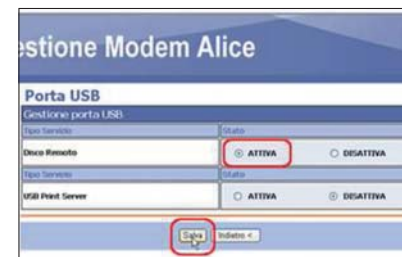 estione Modem Alice
Porta USB
Gestione porta USB
Tipo Servizio Stato
Disco Remoto ATTIVA DISATTIVA
Tipo Servizio Stato
USB Print Server ATTIVA DISATTIVA
Salva Indietro <